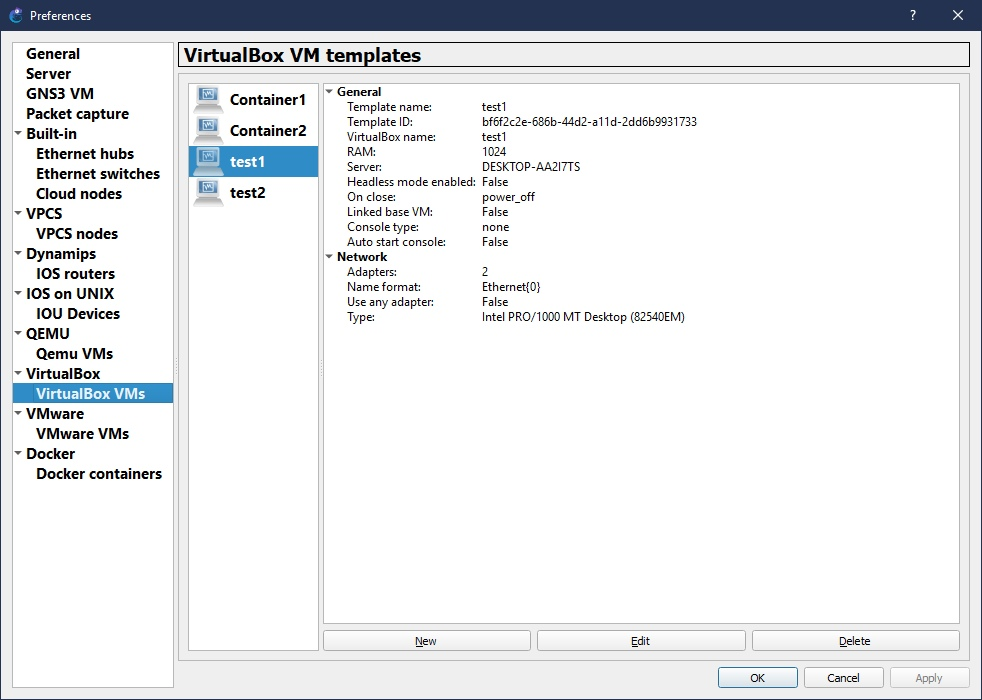 Preferences
?
General
Server
GNS3 VM
Packet capture
Built-in
Ethernet hubs
Ethernet switches
Cloud nodes
VPCS
VPCS nodes
Dynamips
IOS routers
IOS on UNIX
IOU Devices
QEMU
Qemu VMs
VirtualBox
VirtualBox VMs
VMware
VMware VMs
Docker
Docker containers
VirtualBox VM templates
Container1
Container2
test1
test2
General
Template name: test1
Template ID: bf6f2c2e-686b-44d2-a11d-2dd6b9931733
VirtualBox name: test1
RAM: 1024
Server: DESKTOP-AA2I7TS
Headless mode enabled: False
On close: power_off
Linked base VM: False
Console type: none
Auto start console: False
Network
Adapters: 2
Name format: Ethernet{0}
Use any adapter: False
Type: Intel PRO/1000 MT Desktop (82540EM)
New Edit Delete
OK Cancel Apply